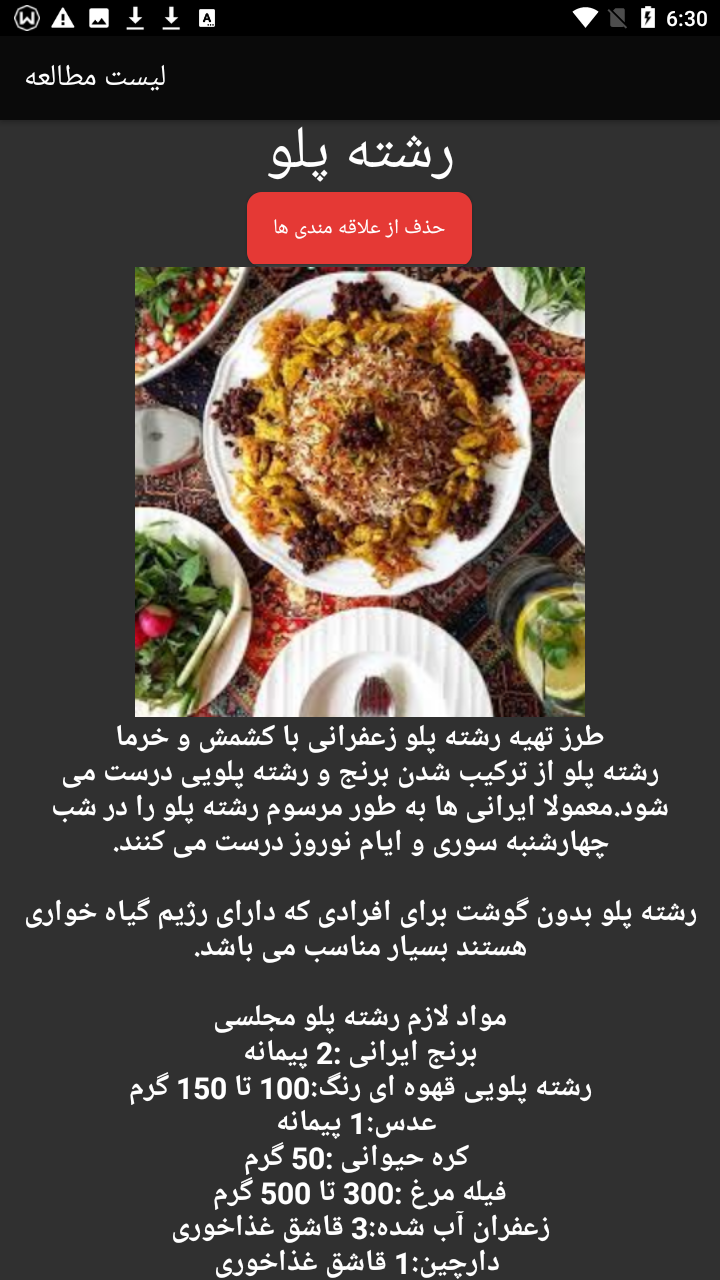 6:30
لیست مطالعه
رشته پلو
حذف از علاقه مندی ها
طرز تهیه رشته پلو زعفرانی با کشمش و خرما
رشته پلو از ترکیب شدن برنج و رشته پلویی درست می
شود.معمولا ایرانی ها به طور مرسوم رشته پلو را در شب
چهارشنبه سوری و ایام نوروز درست می کنند.
رشته پلو بدون گوشت برای افرادی که دارای رژیم گیاه خواری
هستند بسیار مناسب می باشد.
مواد لازم رشته پلو مجلسی
برنج ایرانی :2 پیمانه
رشته پلویی قهوه ای رنگ:100 تا 150 گرم
عدس:1 پیمانه
کره حیوانی :50 گرم
فیله مرغ :300 تا 500 گرم
زعفران آب شده:3 قاشق غذاخوری
دارچین:1 قاشق غذاخوری